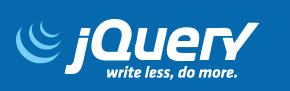 jQuery
write less, do more.